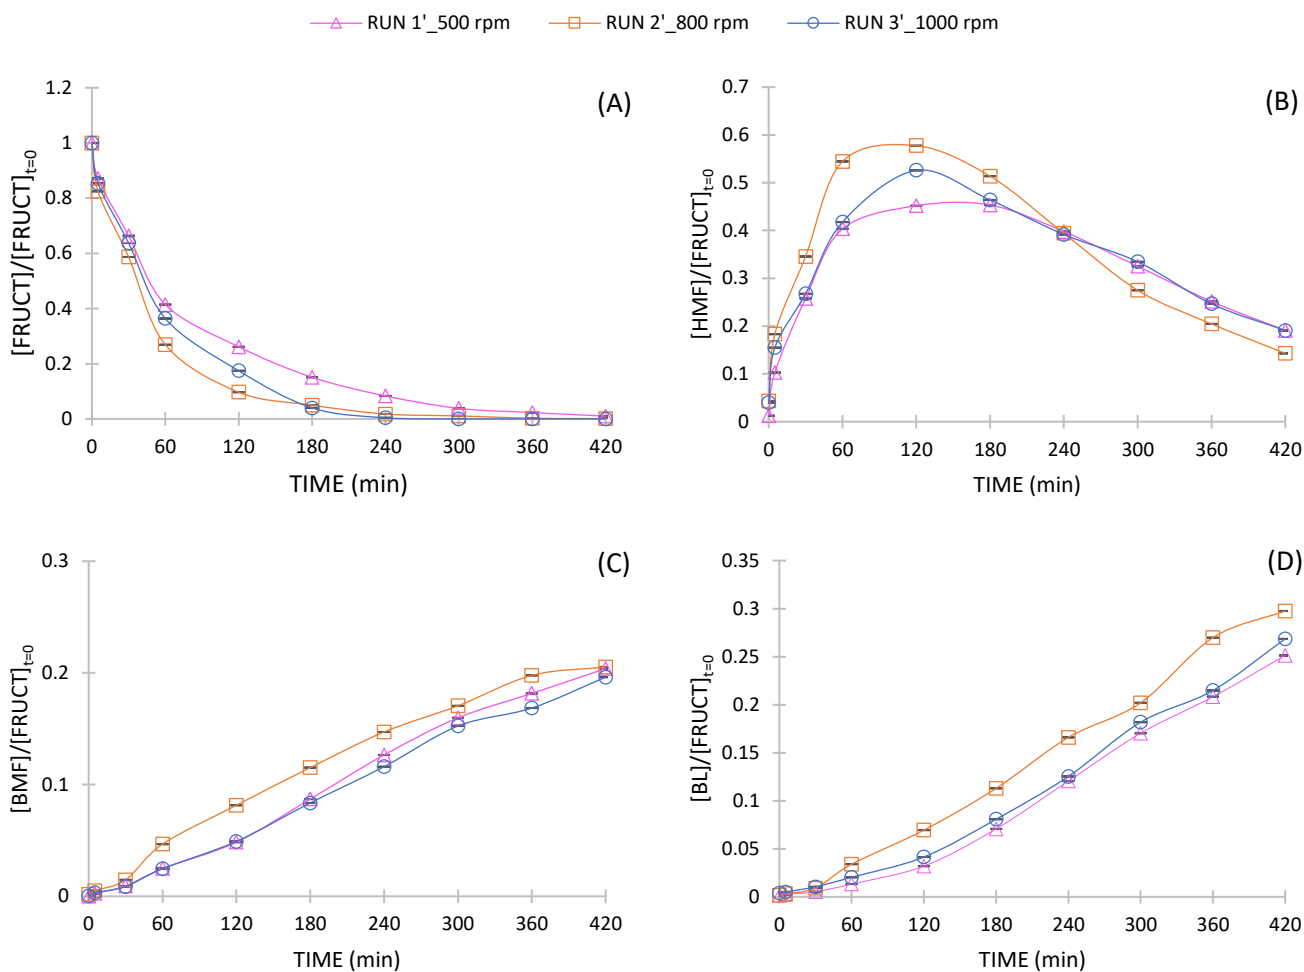 RUN 1'_500 rpm RUN 2'_800 rpm RUN 3'_1000 rpm
(A)
[FRUCT]/[FRUCT]t=0
1.2
1
0.8
0.6
0.4
0.2
0
0 60 120 180 240 300 360 420
TIME (min)
(B)
[HMF]/[FRUCT]t=0
0.7
0.6
0.5
0.4
0.3
0.2
0.1
0
0 60 120 180 240 300 360 420
TIME (min)
(C)
[BMF]/[FRUCT]t=0
0.3
0.2
0.1
0
0 60 120 180 240 300 360 420
TIME (min)
(D)
[BL]/[FRUCT]t=0
0.35
0.3
0.25
0.2
0.15
0.1
0.05
0
0 60 120 180 240 300 360 420
TIME (min)